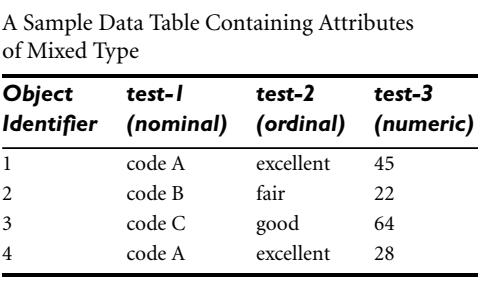 A Sample Data Table Containing Attributes
of Mixed Type
Object test-1 test-2 test-3
Identifier (nominal) (ordinal) (numeric)
1 code A excellent 45
2 code B fair 22
3 code C good 64
4 code A excellent 28